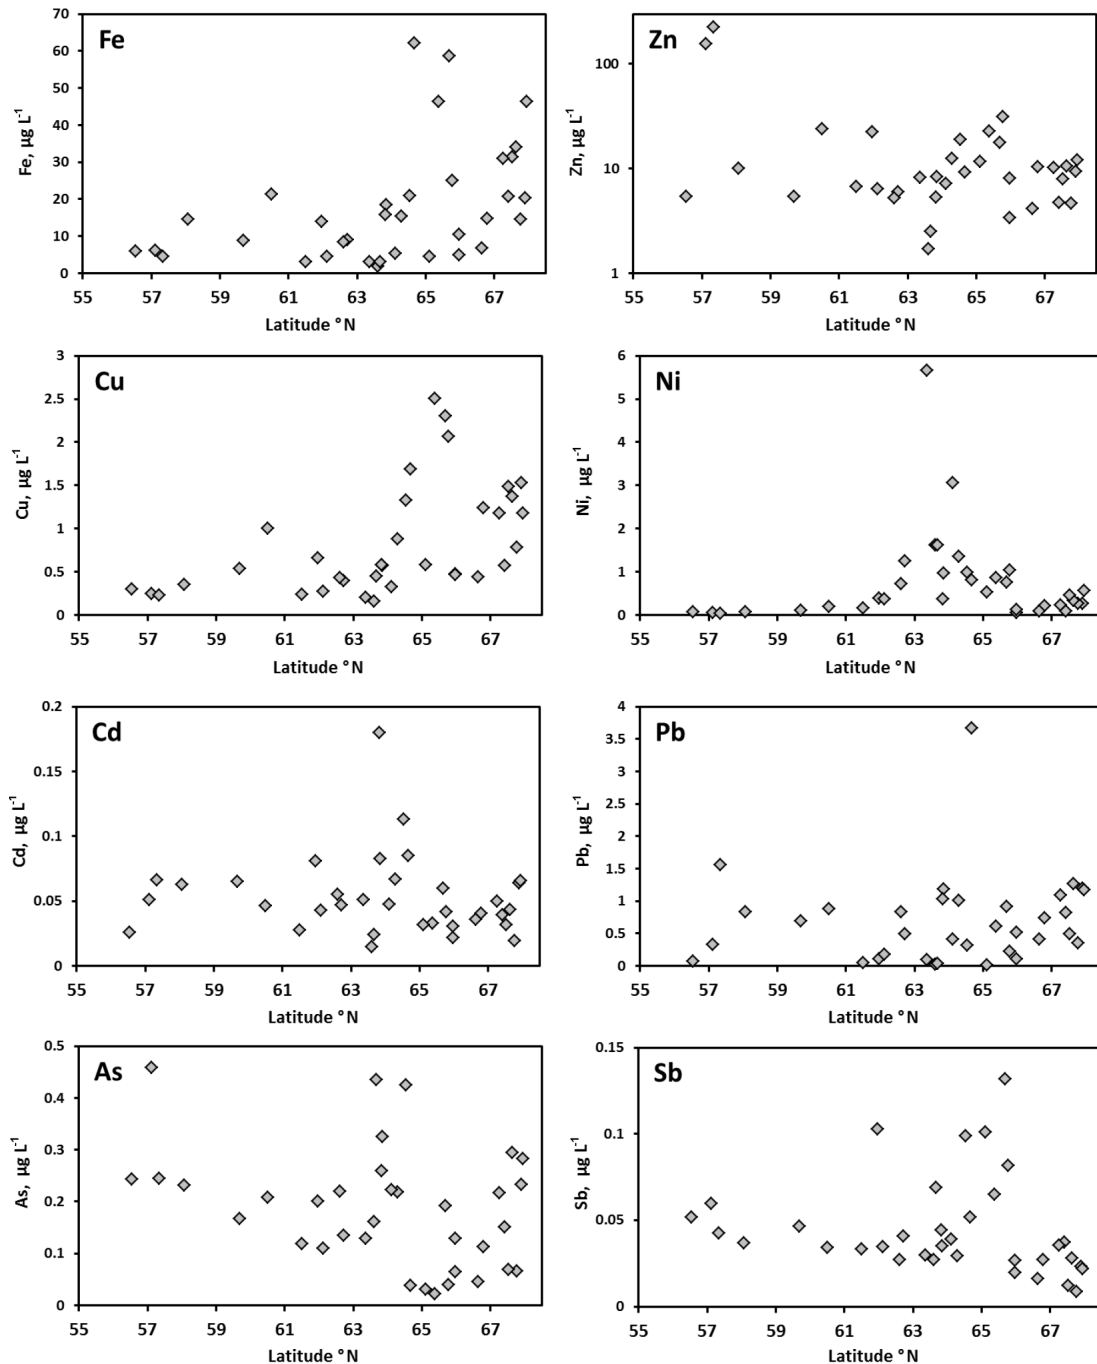 Fe
Fe, µg L-1
70
60
50
40
30
20
10
0
55 57 59 61 63 65 67
Latitude °N
Zn
Zn, µg L-1
100
10
1
55 57 59 61 63 65 67
Latitude °N
Cu
Cu, µg L-1
3
2.5
2
1.5
1
0.5
0
55 57 59 61 63 65 67
Latitude °N
Ni
Ni, µg L-1
6
5
4
3
2
1
0
55 57 59 61 63 65 67
Latitude °N
Cd
Cd, µg L-1
0.2
0.15
0.1
0.05
0
55 57 59 61 63 65 67
Latitude °N
Pb
Pb, µg L-1
4
3.5
3
2.5
2
1.5
1
0.5
0
55 57 59 61 63 65 67
Latitude °N
As
As, µg L-1
0.5
0.4
0.3
0.2
0.1
0
55 57 59 61 63 65 67
Latitude °N
Sb
Sb, µg L-1
0.15
0.1
0.05
0
55 57 59 61 63 65 67
Latitude °N